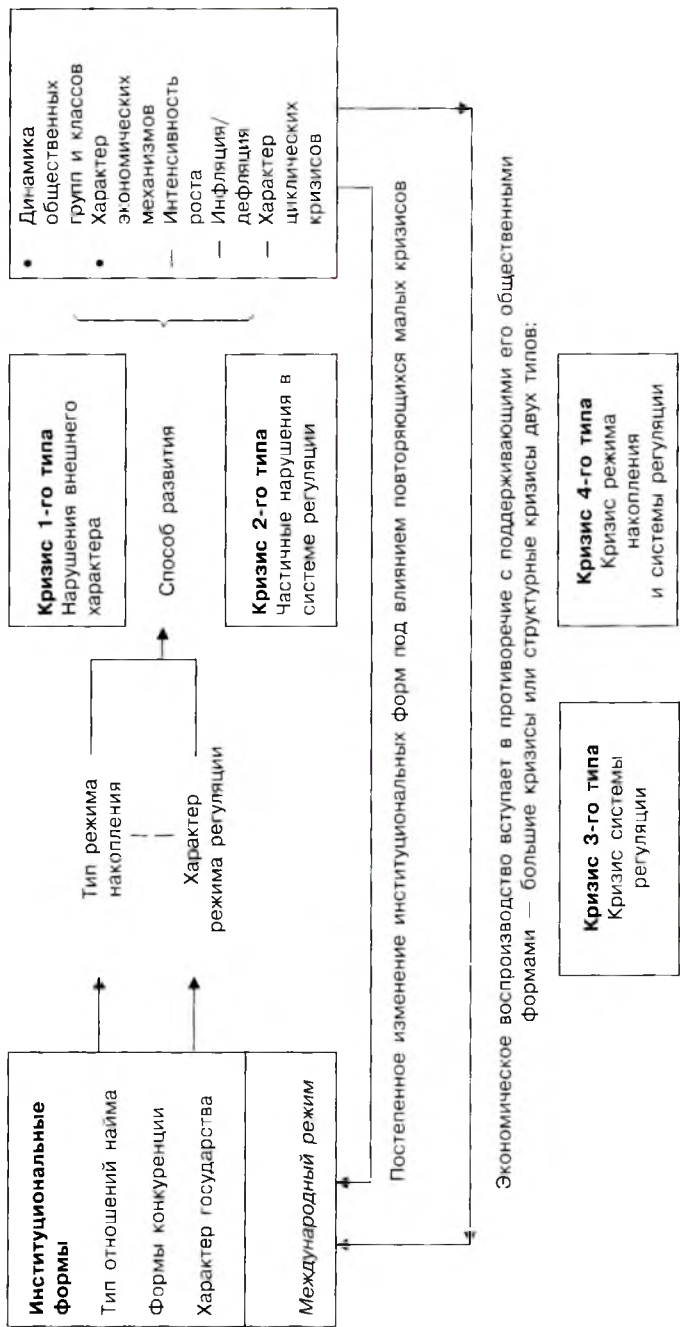 Институциональные
формы
Тип отношений найма
Формы конкуренции
Характер государства
Международный режим
Тип режима
накопления
Характер
режима регуляции
Кризис 1-го типа
Нарушения внешнего
характера
Способ развития
Кризис 2-го типа
Частичные нарушения в
системе регуляции
• Динамика
общественных
групп и классов
• Характер
экономических
механизмов
— Интенсивность
роста
— Инфляция/
дефляция
— Характер
циклических
кризисов
Постепенное изменение институциональных форм под влиянием повторяющихся малых кризисов
Экономическое воспроизводство вступает в противоречие с поддерживающими его общественными
формами — большие кризисы или структурные кризисы двух типов:
Кризис 3-го типа
Кризис системы
регуляции
Кризис 4-го типа
Кризис режима
накопления
и системы регуляции